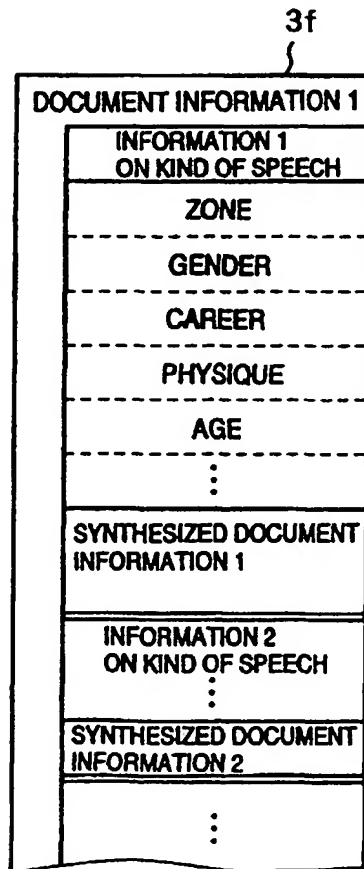 3f
DOCUMENT INFORMATION 1
INFORMATION 1
ON KIND OF SPEECH
ZONE
GENDER
CAREER
PHYSIQUE
AGE
⋮
SYNTHESIZED DOCUMENT
INFORMATION 1
INFORMATION 2
ON KIND OF SPEECH
⋮
SYNTHESIZED DOCUMENT
INFORMATION 2
⋮